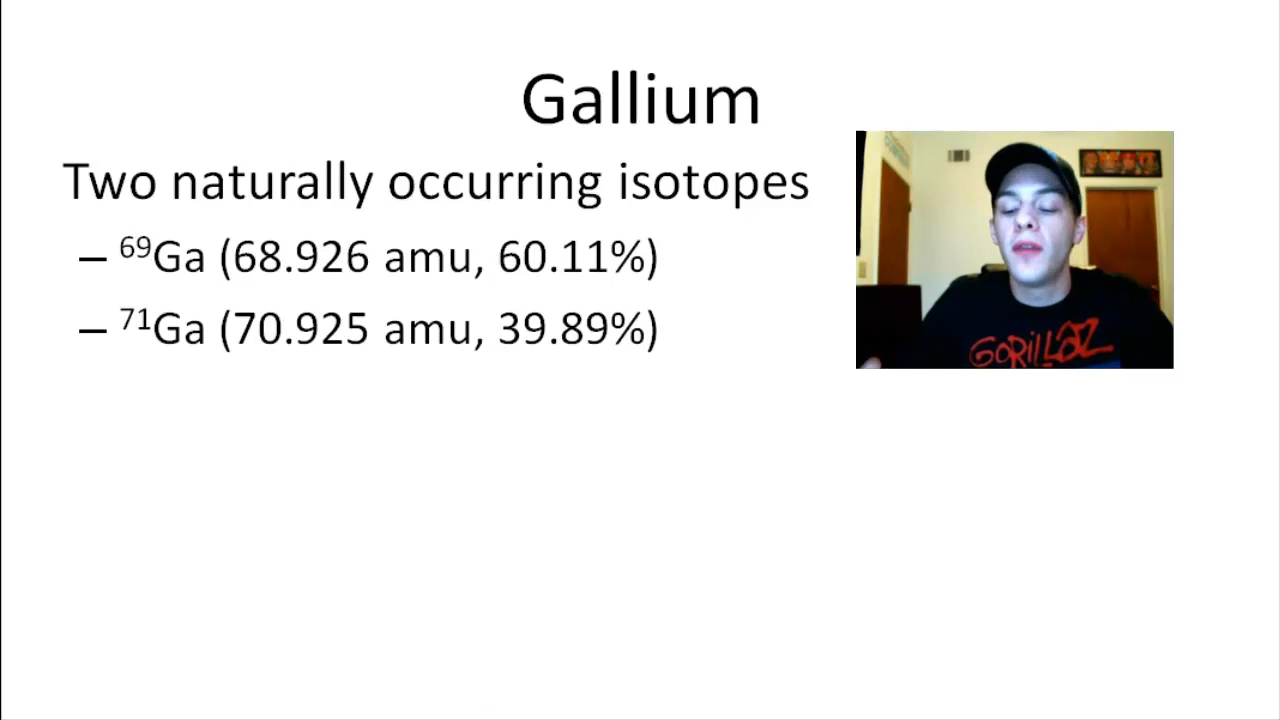 Gallium
Two naturally occurring isotopes
– ⁶⁹Ga (68.926 amu, 60.11%)
– ⁷¹Ga (70.925 amu, 39.89%)
GORILLAZ